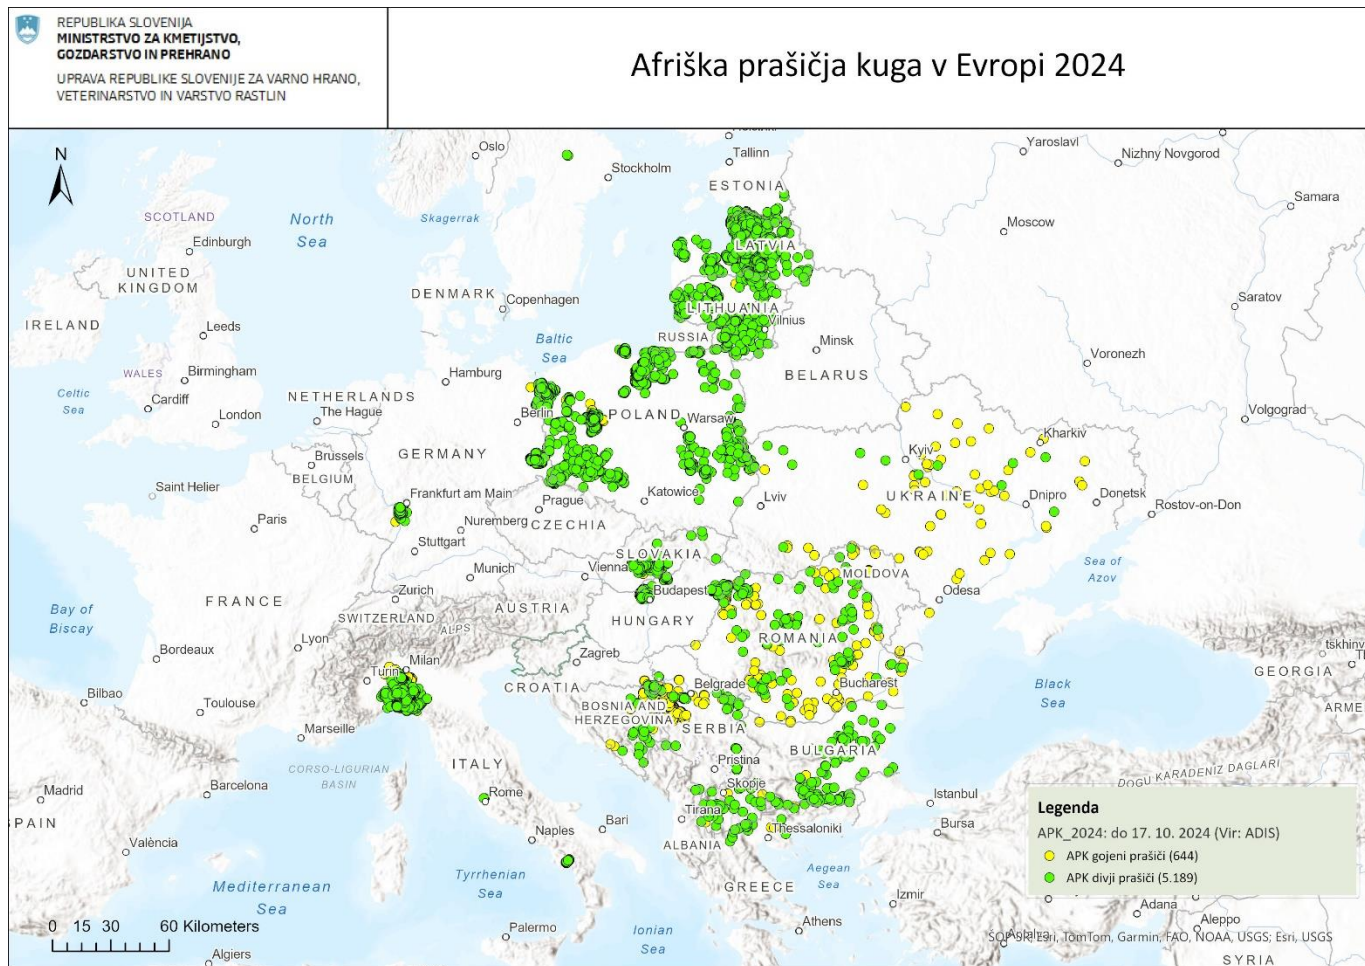 REPUBLIKA SLOVENIJA
MINISTRSTVO ZA KMETIJSTVO,
GOZDARSTVO IN PREHRANO
UPRAVA REPUBLIKE SLOVENIJE ZA VARNO HRANO,
VETERINARSTVO IN VARSTVO RASTLIN
Afriška prašičja kuga v Evropi 2024
N
Oslo
Stockholm
Tallinn
ESTONIA
Yaroslavl
Nizhny Novgorod
Samara
Moscow
SCOTLAND
Edinburgh
North
Sea
Skagerrak
LATVIA
UNITED
KINGDOM
DENMARK
Copenhagen
LITHUANIA
Vilnius
Saratov
IRELAND
Leeds
Baltic
Sea
RUSSIA
Minsk
Voronezh
WALES
Birmingham
Hamburg
BELARUS
Celtic
Sea
Cardiff
London
NETHERLANDS
The Hague
Berlin
POLAND
Warsaw
Volgograd
Brussels
BELGIUM
GERMANY
Kyiv
Kharkiv
Saint Helier
Frankfurt am Main
Prague
Katowice
Lviv
UKRAINE
Dnipro
Donetsk
Rostov-on-Don
Paris
Nuremberg
CZECHIA
Stuttgart
SLOVAKIA
Munich
Vienna
MOLDOVA
Sea of
Azov
Zurich
Budapest
Odesa
Bay of
Biscay
FRANCE
SWITZERLAND
AUSTRIA
ALPS
HUNGARY
Lyon
ROMANIA
Zagreb
Bordeaux
Milan
Turin
CROATIA
Belgrade
Bucharest
tskhinv
GEORGIA
Bilbao
Toulouse
BOSNIA AND
HERZEGOVINA
SERBIA
Black
Sea
ARME
Marseille
BULGARIA
ITALY
Pristina
CORSO-LIGURIAN
BASIN
Skopje
DOGU KARADENIZ DAGLARI
Madrid
Barcelona
Rome
Tirana
Istanbul
PAIN
Naples
Bari
Thessaloniki
Bursa
València
ALBANIA
Mediterranean
Sea
Tyrrhenian
Sea
Aegean
Sea
GREECE
Izmir
Legenda
APK_2024: do 17. 10. 2024 (Vir: ADIS)
APK gojeni prašiči (644)
APK divji prašiči (5.189)
Adana
0 15 30 60 Kilometers
Palermo
Ionian
Sea
Athens
Aleppo
Algiers
Esri, TomTom, Garmin, FAO, NOAA, USGS; Esri, USGS
SYRIA